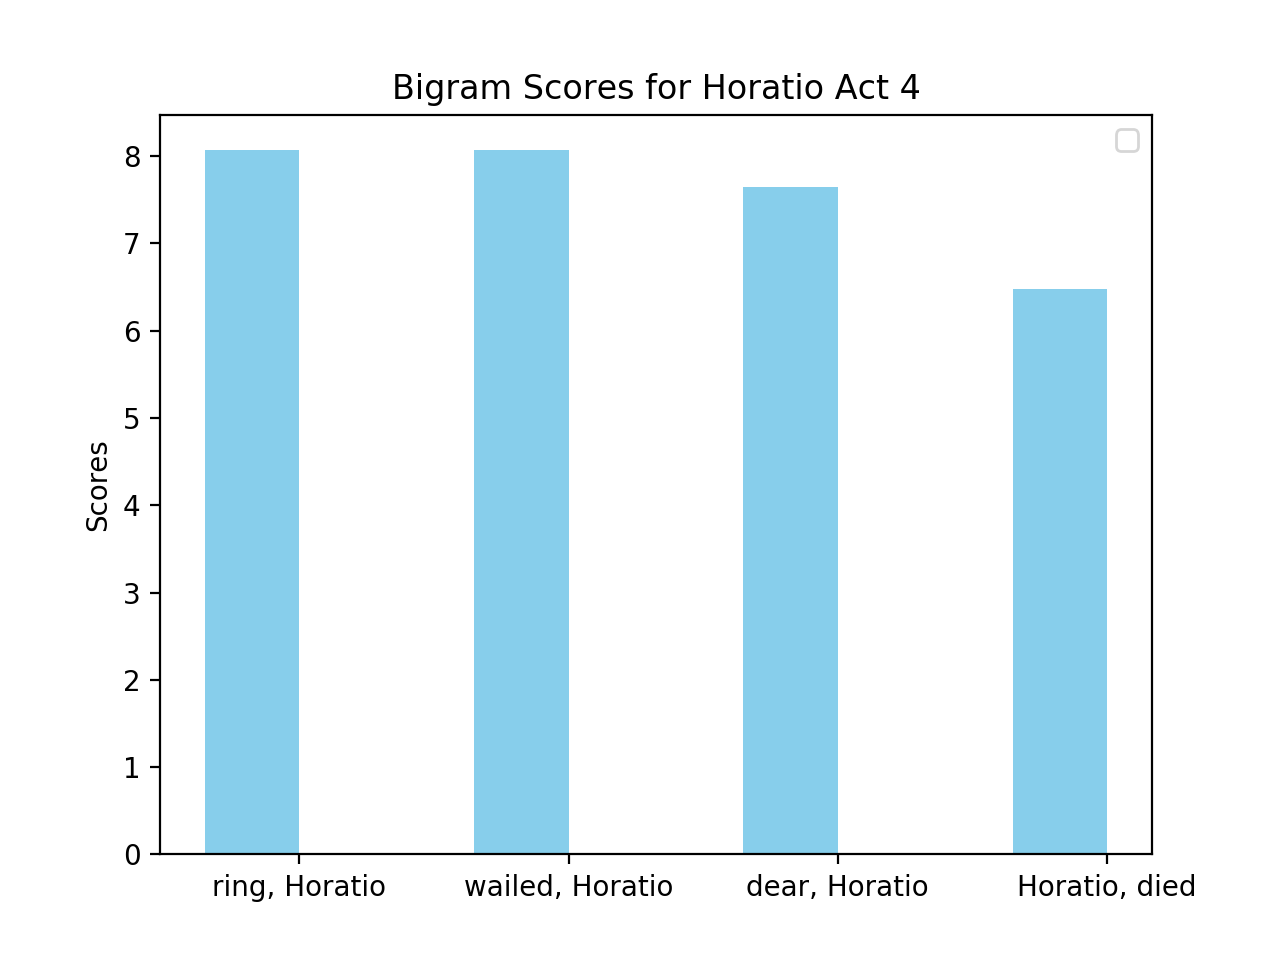 Bigram Scores for Horatio Act 4
8
7
6
5
4
3
2
1
0
Scores
ring, Horatio
wailed, Horatio
dear, Horatio
Horatio, died